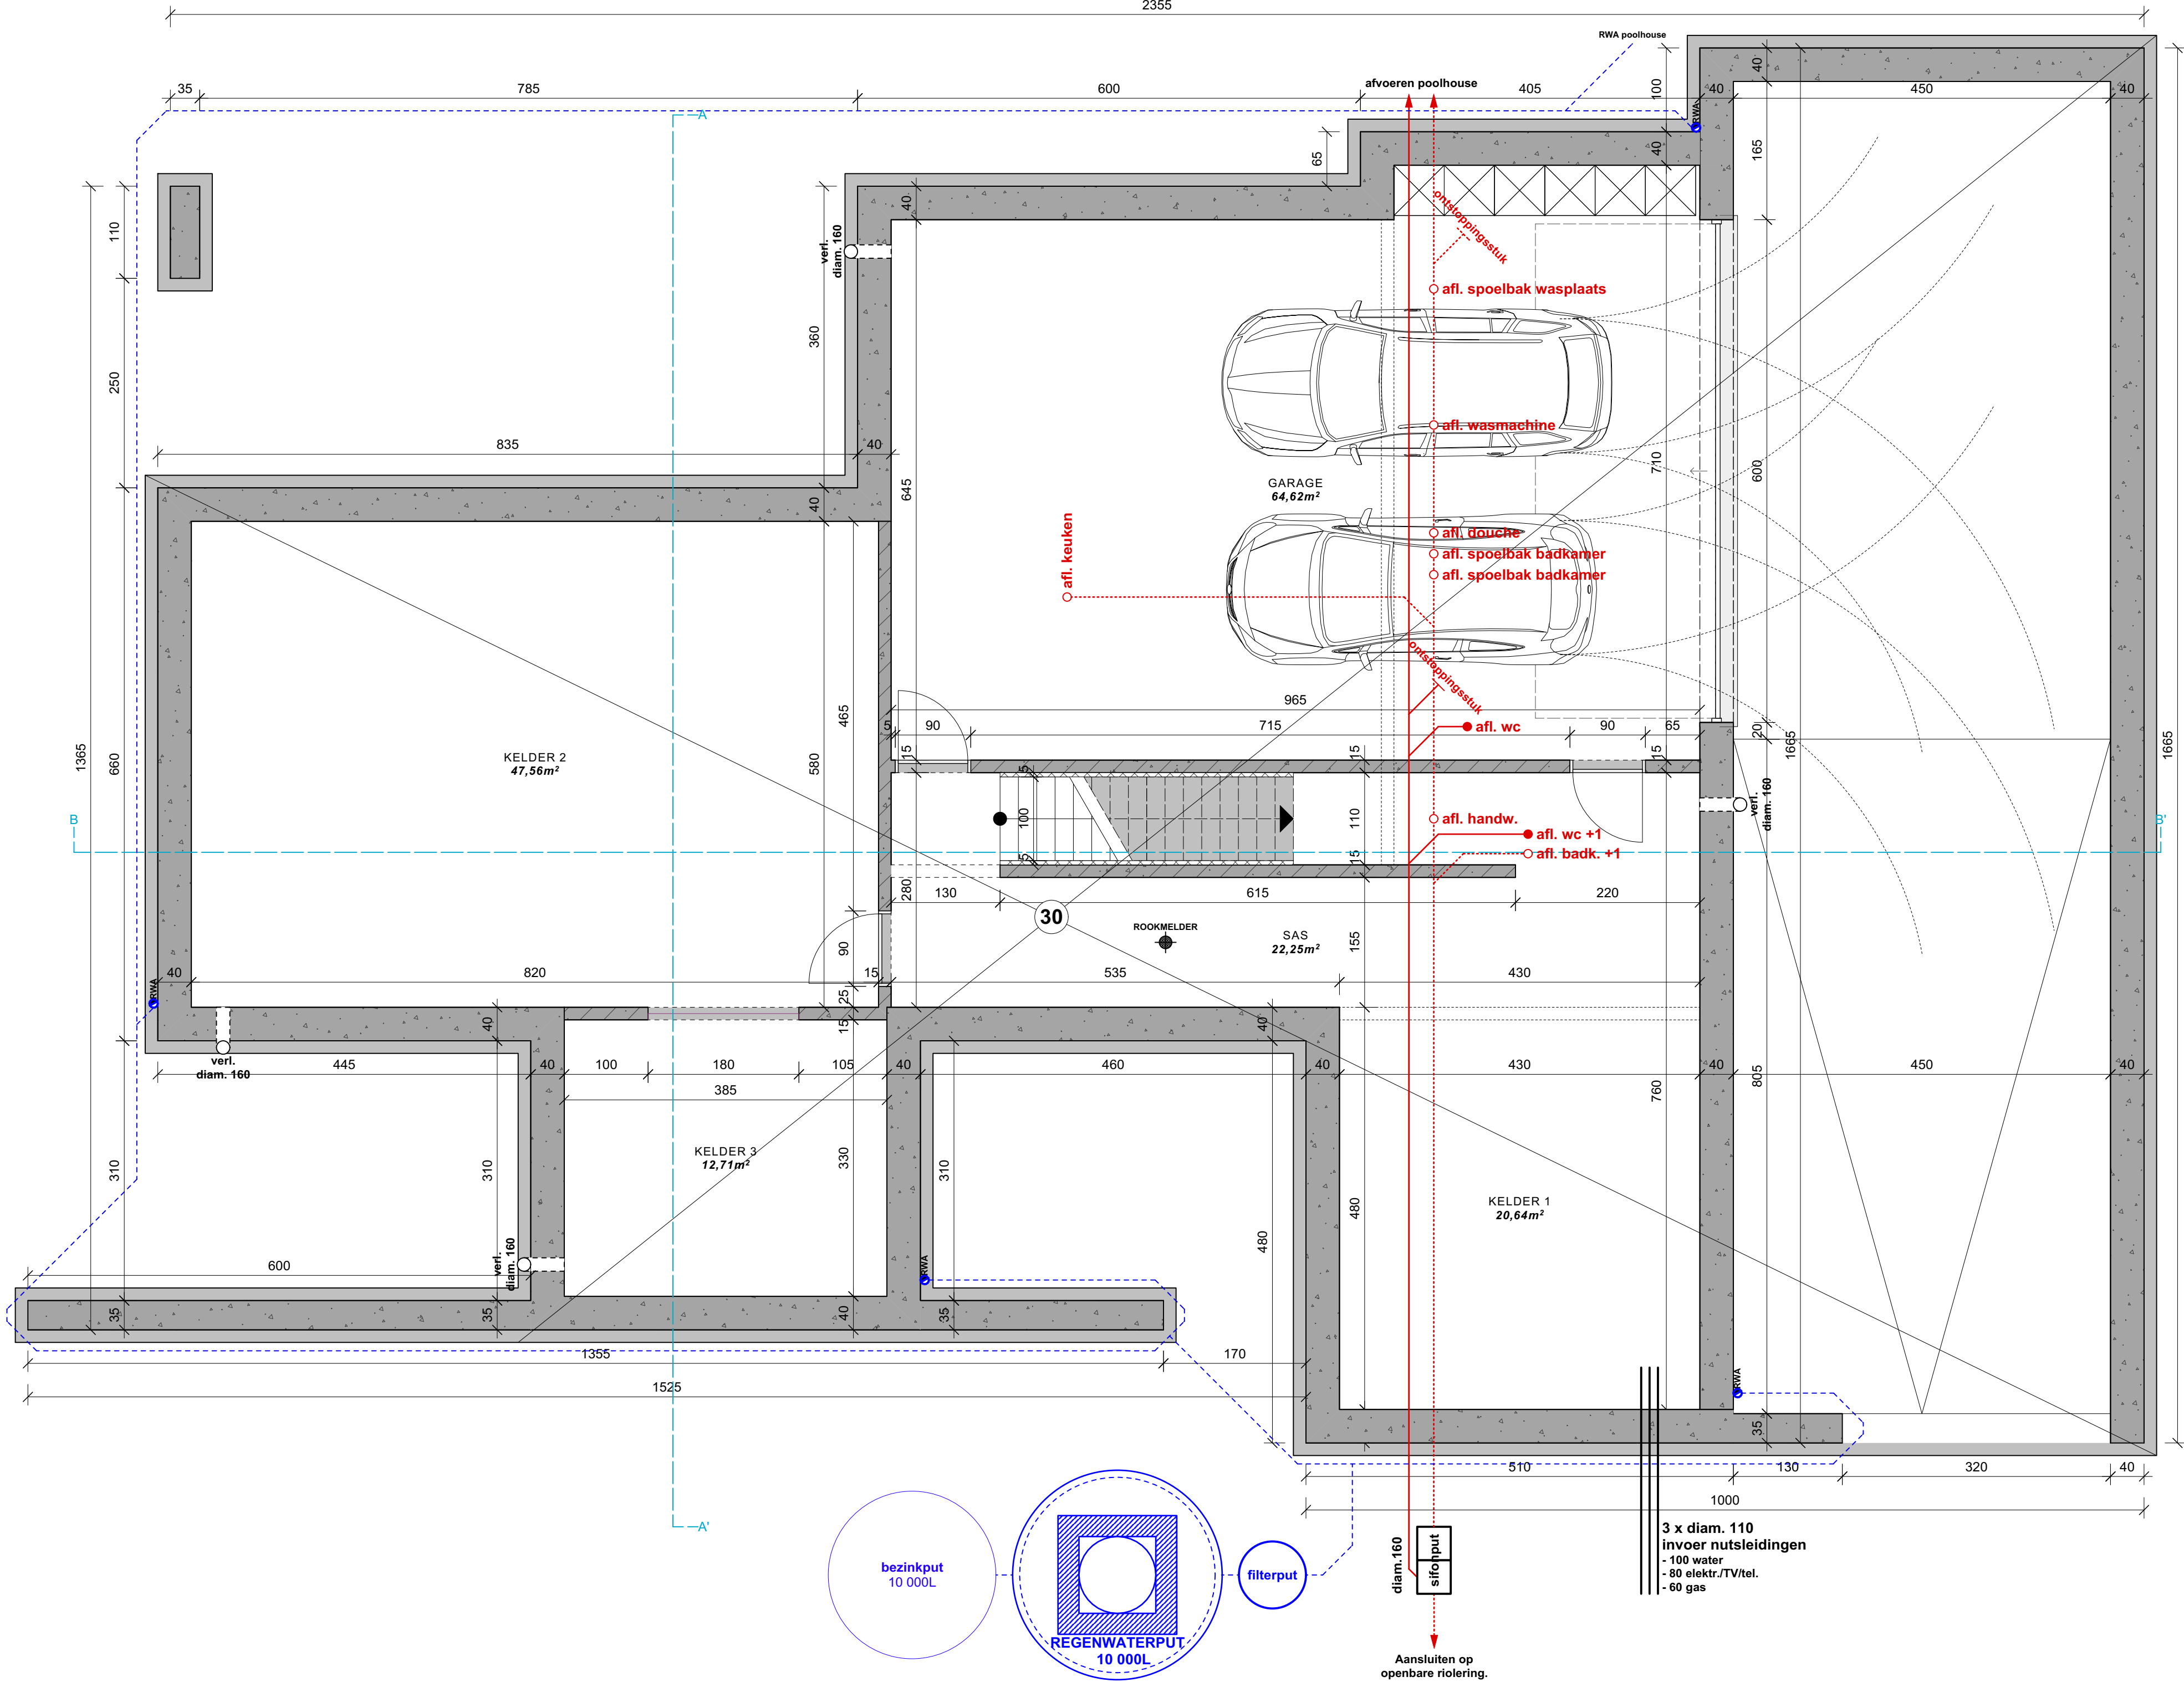 2355
RWA poolhouse
afvoeren poolhouse
35
785
600
405
100
40
40
450
40
RWA
65
40
165
110
40
verl.
diam. 160
360
ontstoppingsstuk
afl. spoelbak wasplaats
250
835
40
afl. wasmachine
710
600
645
40
GARAGE
64,62m²
afl. keuken
afl. douche
afl. spoelbak badkamer
afl. spoelbak badkamer
ontstoppingsstuk
965
465
5
90
715
90
65
20
afl. wc
15
15
15
1365
660
KELDER 2
47,56m²
580
1665
1665
5
100
5
110
15
verl.
diam. 160
afl. handw.
afl. wc +1
afl. badk. +1
A
A'
B
B'
280
130
615
220
30
ROOKMELDER
SAS
22,25m²
155
90
40
820
15
535
430
RWA
25
15
40
40
verl.
diam. 160
445
40
100
180
105
40
460
40
430
40
805
450
40
385
760
310
310
KELDER 3
12,71m²
330
310
480
480
KELDER 1
20,64m²
verl.
diam. 160
600
RWA
35
35
40
35
1355
170
1525
RWA
35
510
130
320
40
1000
bezinkput
10 000L
REGENWATERPUT
10 000L
filterput
diam.160
sifonput
3 x diam. 110
invoer nutsleidingen
- 100 water
- 80 elektr./TV/tel.
- 60 gas
Aansluiten op
openbare riolering.